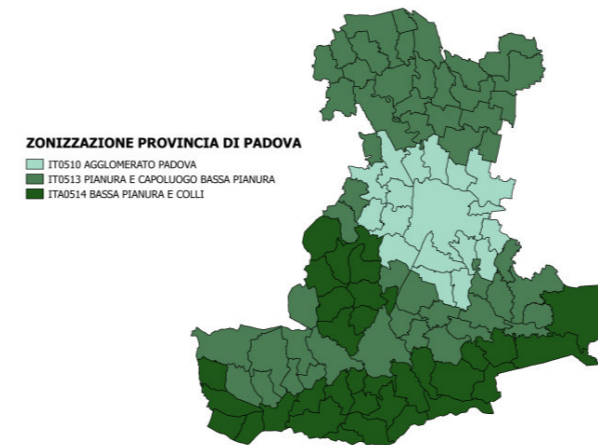 ZONIZZAZIONE PROVINCIA DI PADOVA
IT0510 AGGLOMERATO PADOVA
IT0513 PIANURA E CAPOLUOGO BASSA PIANURA
ITA0514 BASSA PIANURA E COLLI